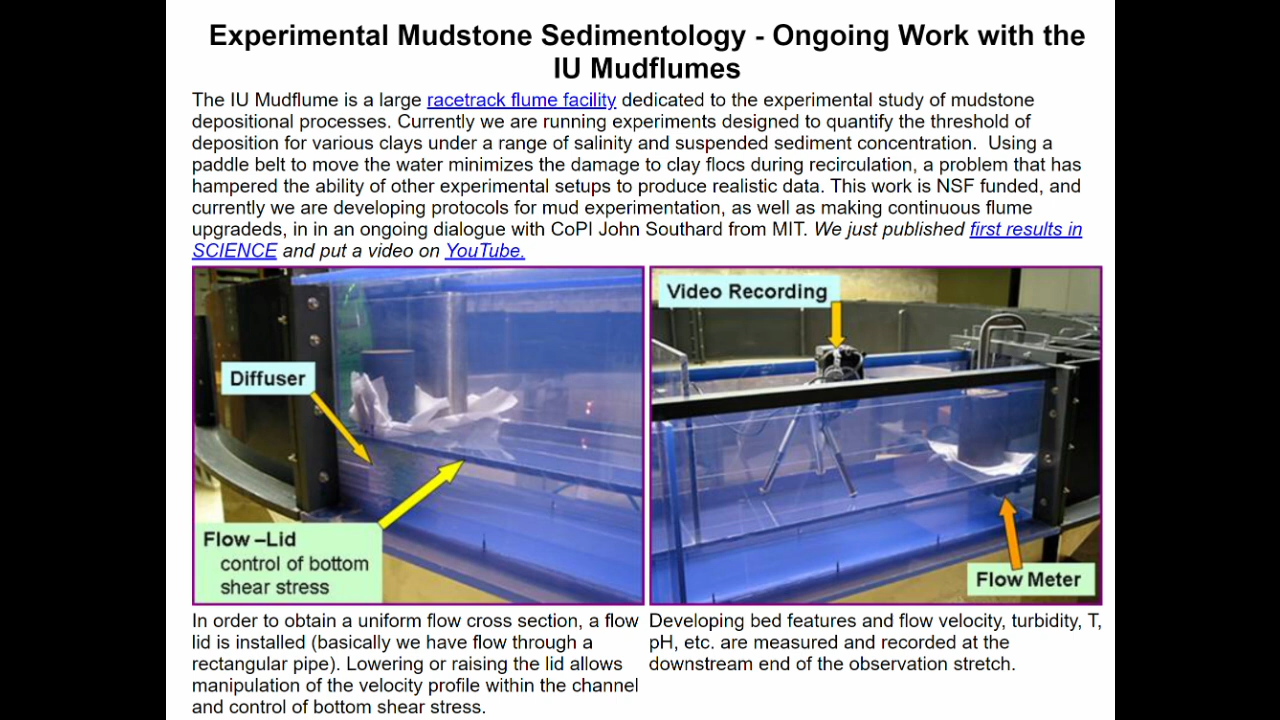 Experimental Mudstone Sedimentology - Ongoing Work with the
IU Mudflumes
The IU Mudflume is a large racetrack flume facility dedicated to the experimental study of mudstone
depositional processes. Currently we are running experiments designed to quantify the threshold of
deposition for various clays under a range of salinity and suspended sediment concentration.  Using a
paddle belt to move the water minimizes the damage to clay flocs during recirculation, a problem that has
hampered the ability of other experimental setups to produce realistic data. This work is NSF funded, and
currently we are developing protocols for mud experimentation, as well as making continuous flume
upgradeds, in in an ongoing dialogue with CoPI John Southard from MIT. We just published first results in
SCIENCE and put a video on YouTube.
Diffuser
Flow –Lid
control of bottom
shear stress
Video Recording
Flow Meter
In order to obtain a uniform flow cross section, a flow
lid is installed (basically we have flow through a
rectangular pipe). Lowering or raising the lid allows
manipulation of the velocity profile within the channel
and control of bottom shear stress.
Developing bed features and flow velocity, turbidity, T,
pH, etc. are measured and recorded at the
downstream end of the observation stretch.